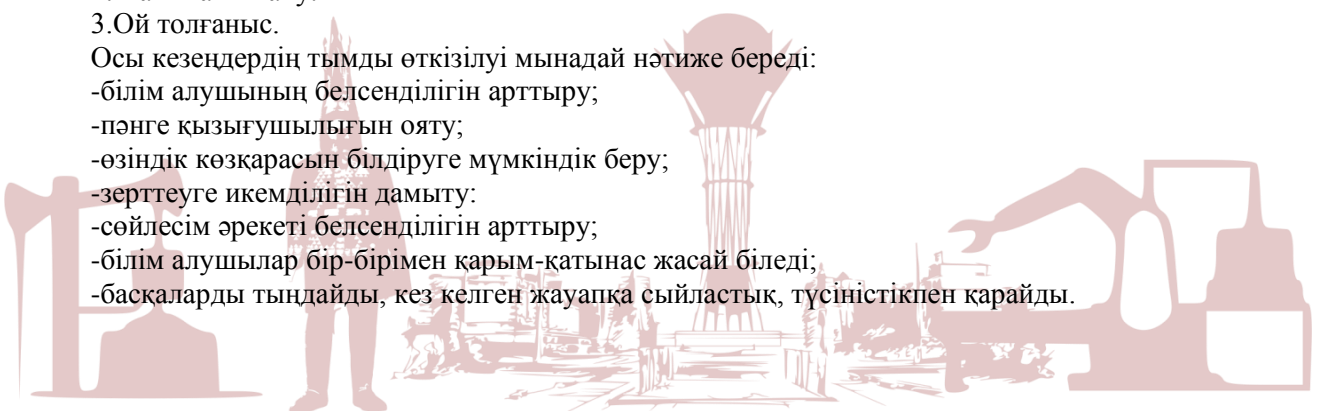 3.Ой толғаныс.
Осы кезеңдердің тымды өткізілуі мынадай нәтиже береді:
-білім алушының белсенділігін арттыру;
-пәнге қызығушылығын ояту;
-өзіндік көзқарасын білдіруге мүмкіндік беру;
-зерттеуге икемділігін дамыту:
-сөйлесім әрекеті белсенділігін арттыру;
-білім алушылар бір-бірімен қарым-қатынас жасай біледі;
-басқаларды тыңдайды, кез келген жауапқа сыйластық, түсіністікпен қарайды.